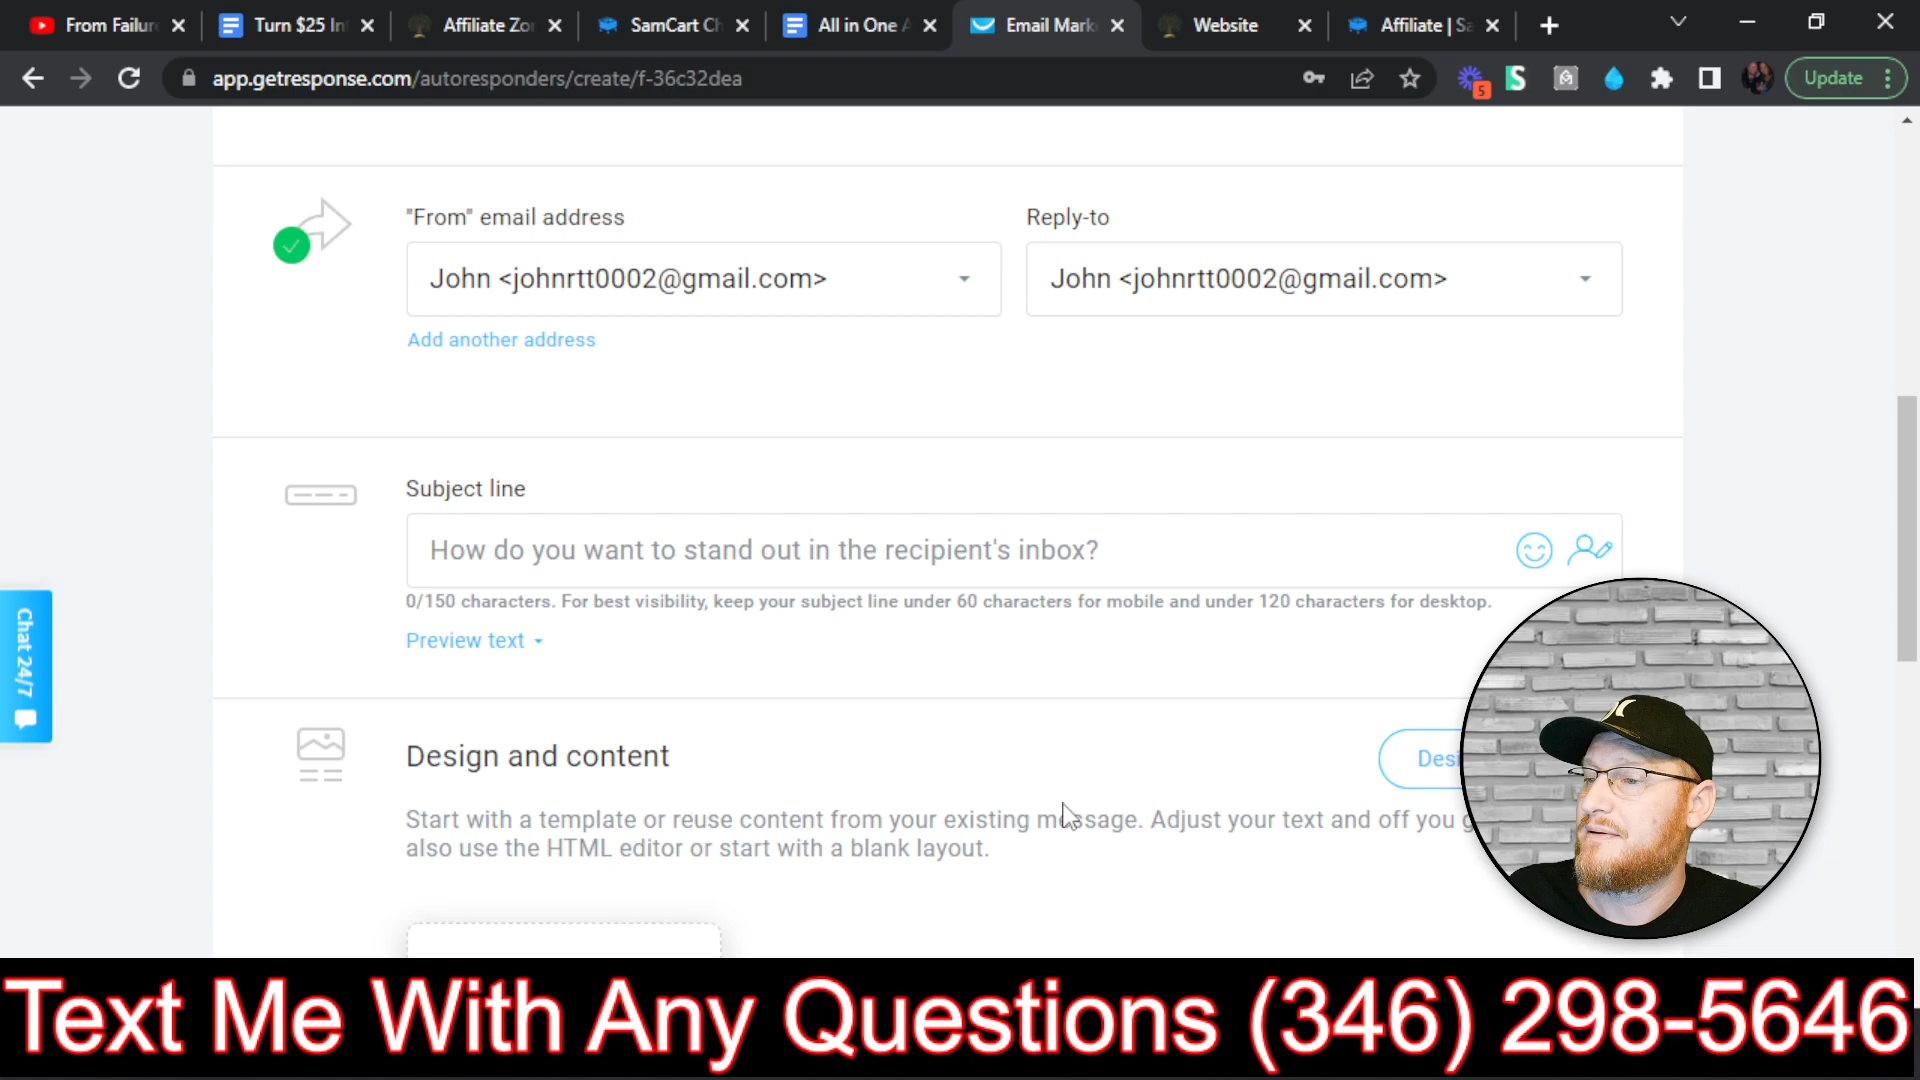 From Failur
Turn $25 In
Affiliate Zo
SamCart Ch
All in One A
Email Mark
Website
Affiliate | Sa
app.getresponse.com/autoresponders/create/f-36c32dea
5
Update
"From" email address
Reply-to
John <johnrtt0002@gmail.com>
John <johnrtt0002@gmail.com>
Add another address
Subject line
How do you want to stand out in the recipient's inbox?
0/150 characters. For best visibility, keep your subject line under 60 characters for mobile and under 120 characters for desktop.
Preview text
Chat 24/7
Design and content
Desi
Start with a template or reuse content from your existing message. Adjust your text and off you g
also use the HTML editor or start with a blank layout.
Text Me With Any Questions (346) 298-5646